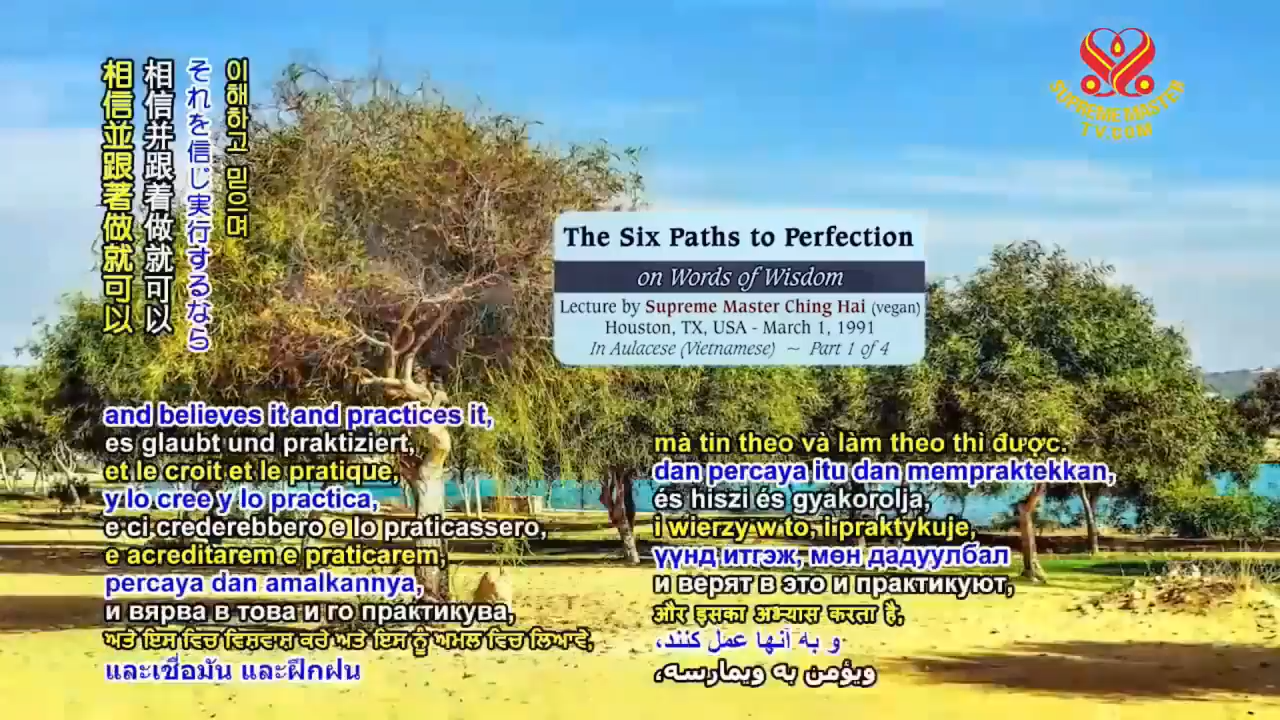 相信並跟著做就可以
相信并跟着做就可以
それを信じ実行するなら
이해하고 믿으며
SUPREME MASTER
TV.COM
The Six Paths to Perfection
on Words of Wisdom
Lecture by Supreme Master Ching Hai (vegan)
Houston, TX, USA - March 1, 1991
In Aulacese (Vietnamese) ~ Part 1 of 4
and believes it and practices it,
es glaubt und praktiziert,
et le croit et le pratique,
y lo cree y lo practica,
e ci crederebbero e lo praticassero,
e acreditarem e praticarem,
percaya dan amalkannya,
и вярва в това и го практикува,
ਅਤੇ ਇਸ ਵਿਚ ਵਿਸ਼ਵਾਸ਼ ਕਰੇ ਅਤੇ ਇਸ ਨੂੰ ਅਮਲ ਵਿਚ ਲਿਆਵੇ,
และเชื่อมัน และฝึกฝน
mà tin theo và làm theo thì được.
dan percaya itu dan mempraktekkan,
és hiszi és gyakorolja,
i wierzy w to, i praktykuje,
үүнд итгэж, мөн дадуулбал
и верят в это и практикуют,
और इसका अभ्यास करता है,
و به آنها عمل کنند،
ويؤمن به ويمارسه،